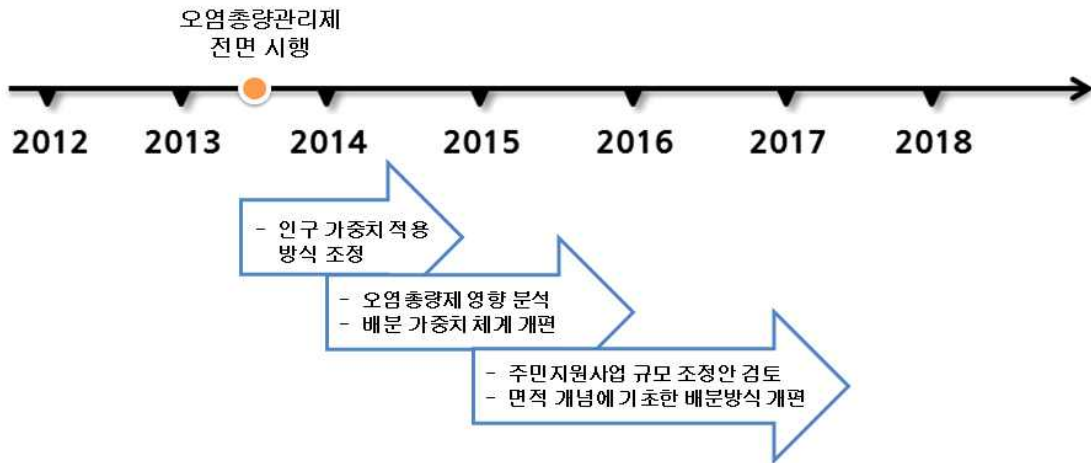 오염총량관리제
전면 시행
2012 2013 2014 2015 2016 2017 2018
- 인구 가중치 적용
방식 조정
- 오염총량제 영향 분석
- 배분 가중치 체계 개편
- 주민지원사업 규모 조정안 검토
- 면적 개념에 기초한 배분방식 개편